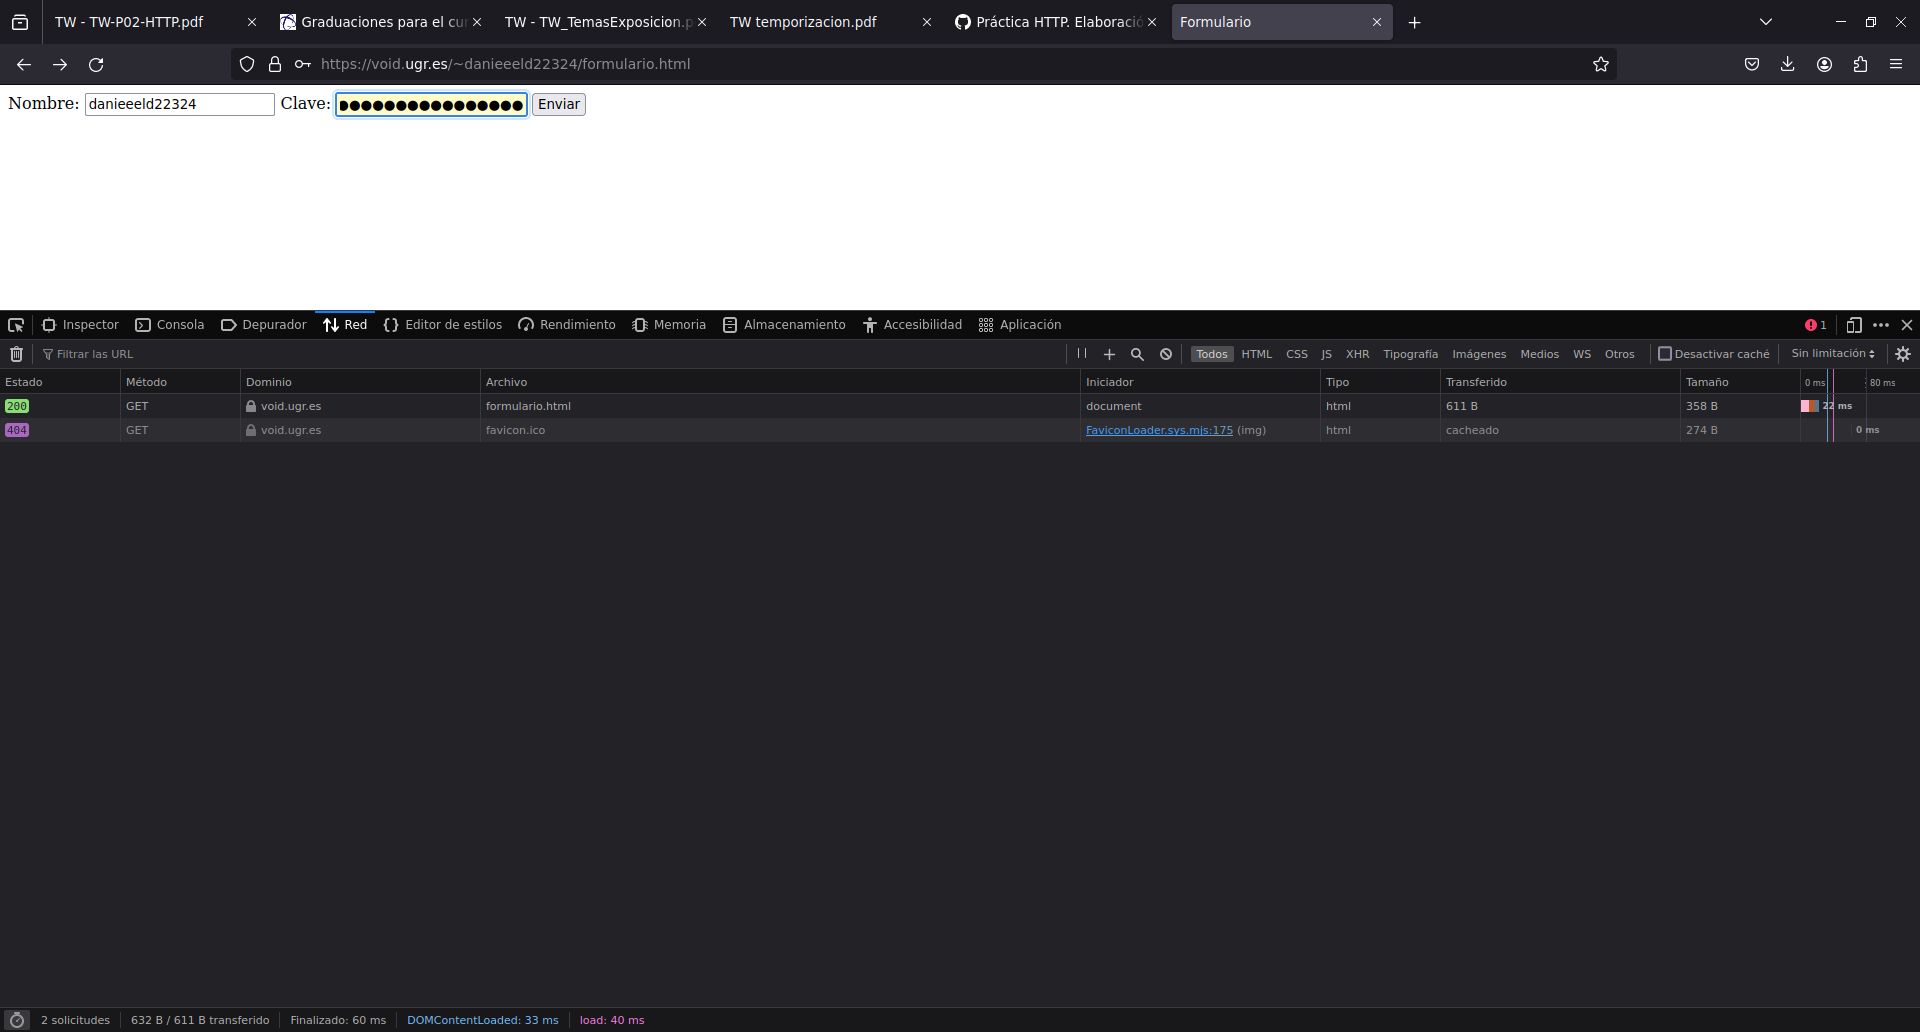 TW - TW-P02-HTTP.pdf Graduaciones para el cur TW - TW_TemasExposicion.p TW temporizacion.pdf Práctica HTTP. Elaboració Formulario
https://void.ugr.es/~danieeeld22324/formulario.html
Nombre: danieeeld22324 Clave: Enviar
Inspector Consola Depurador Red Editor de estilos Rendimiento Memoria Almacenamiento Accesibilidad Aplicación 1
Filtrar las URL Todos HTML CSS JS XHR Tipografía Imágenes Medios WS Otros Desactivar caché Sin limitación
Estado Método Dominio Archivo Iniciador Tipo Transferido Tamaño 0 ms 80 ms
200 GET void.ugr.es formulario.html document html 611 B 358 B 22 ms
404 GET void.ugr.es favicon.ico FaviconLoader.sys.mjs:175 (img) html cacheado 274 B 0 ms
2 solicitudes 632 B / 611 B transferido Finalizado: 60 ms DOMContentLoaded: 33 ms load: 40 ms